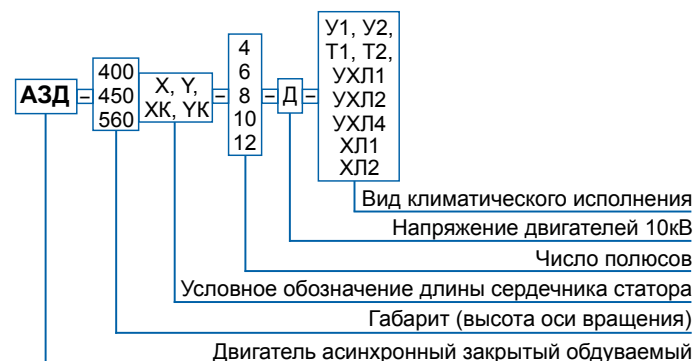 АЗД
–
400
450
560
Х, Y,
ХК, YК
–
4
6
8
10
12
–
Д
–
У1, У2,
Т1, Т2,
УХЛ1
УХЛ2
УХЛ4
ХЛ1
ХЛ2
Вид климатического исполнения
Напряжение двигателей 10кВ
Число полюсов
Условное обозначение длины сердечника статора
Габарит (высота оси вращения)
Двигатель асинхронный закрытый обдуваемый